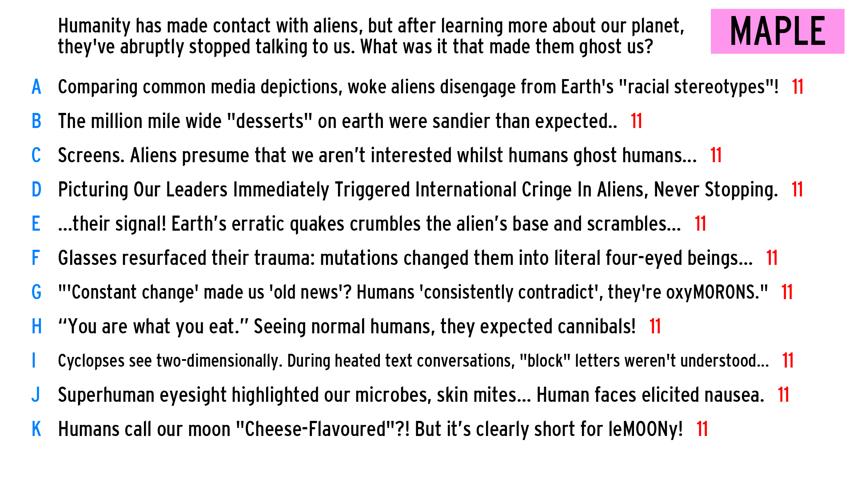 Humanity has made contact with aliens, but after learning more about our planet,
they've abruptly stopped talking to us. What was it that made them ghost us?
MAPLE
A Comparing common media depictions, woke aliens disengage from Earth's "racial stereotypes"! 11
B The million mile wide "desserts" on earth were sandier than expected.. 11
C Screens. Aliens presume that we aren't interested whilst humans ghost humans... 11
D Picturing Our Leaders Immediately Triggered International Cringe In Aliens, Never Stopping. 11
E ...their signal! Earth's erratic quakes crumbles the alien's base and scrambles... 11
F Glasses resurfaced their trauma: mutations changed them into literal four-eyed beings... 11
G "'Constant change' made us 'old news'? Humans 'consistently contradict', they're oxyMORONS." 11
H “You are what you eat.” Seeing normal humans, they expected cannibals! 11
I Cyclopses see two-dimensionally. During heated text conversations, "block" letters weren't understood... 11
J Superhuman eyesight highlighted our microbes, skin mites... Human faces elicited nausea. 11
K Humans call our moon "Cheese-Flavoured"?! But it's clearly short for leMOONy! 11